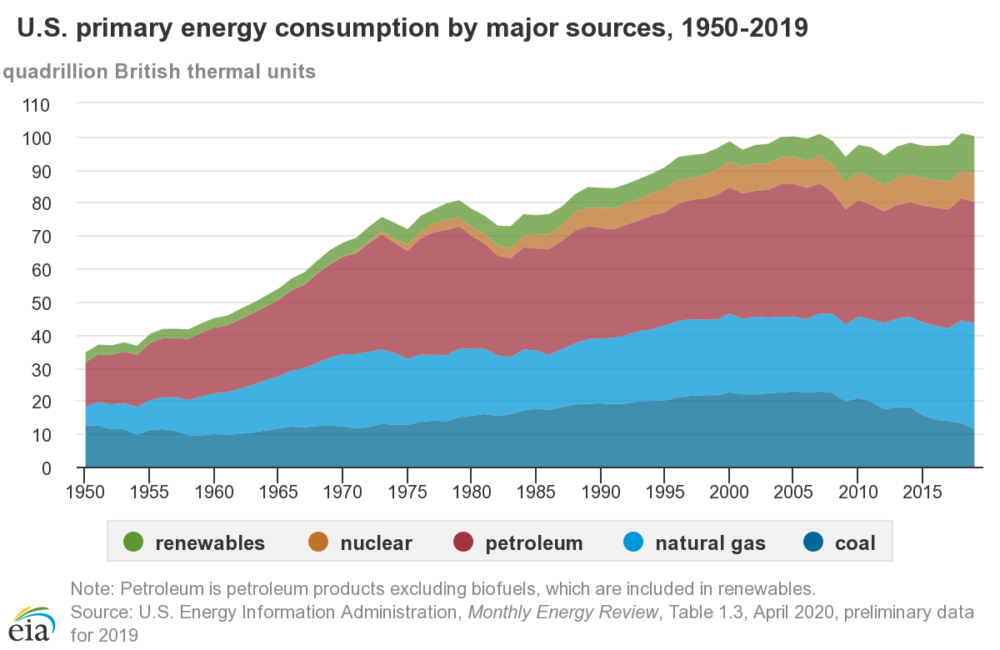 U.S. primary energy consumption by major sources, 1950-2019
quadrillion British thermal units
110
100
90
80
70
60
50
40
30
20
10
0
1950 1955 1960 1965 1970 1975 1980 1985 1990 1995 2000 2005 2010 2015
renewables nuclear petroleum natural gas coal
Note: Petroleum is petroleum products excluding biofuels, which are included in renewables.
Source: U.S. Energy Information Administration, Monthly Energy Review, Table 1.3, April 2020, preliminary data
for 2019
eia